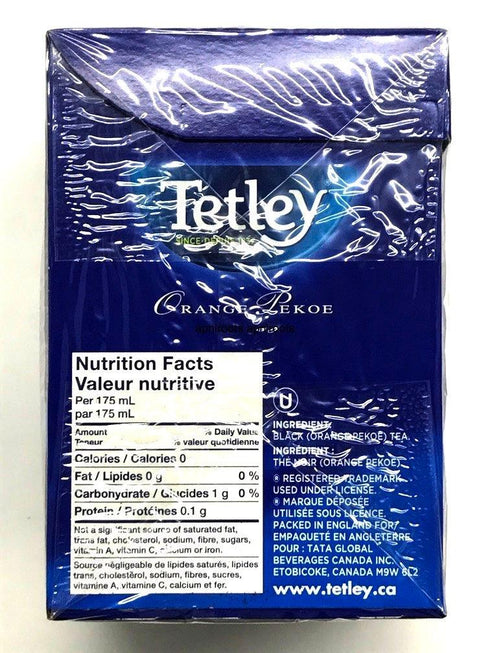 Tetley
SINCE DEPUIS
ORANGE PEKOE
Nutrition Facts
Valeur nutritive
Per 175 mL
par 175 mL
Amount % Daily Value
Teneur % valeur quotidienne
Calories / Calories 0
Fat / Lipides 0 g 0 %
Carbohydrate / Glucides 1 g 0 %
Protein / Protéines 0.1 g
Not a significant source of saturated fat,
trans fat, cholesterol, sodium, fibre, sugars,
vitamin A, vitamin C, calcium or iron.
Source négligeable de lipides saturés, lipides
trans, cholestérol, sodium, fibres, sucres,
vitamine A, vitamine C, calcium et fer.
U
INGREDIENT:
BLACK (ORANGE PEKOE) TEA.
INGRÉDIENT :
THÉ NOIR (ORANGE PEKOE).
® REGISTERED TRADEMARK
USED UNDER LICENSE.
® MARQUE DÉPOSÉE
UTILISÉE SOUS LICENCE.
PACKED IN ENGLAND FOR/
EMPAQUETÉ EN ANGLETERRE
POUR : TATA GLOBAL
BEVERAGES CANADA INC.
ETOBICOKE, CANADA M9W 6L2
www.tetley.ca